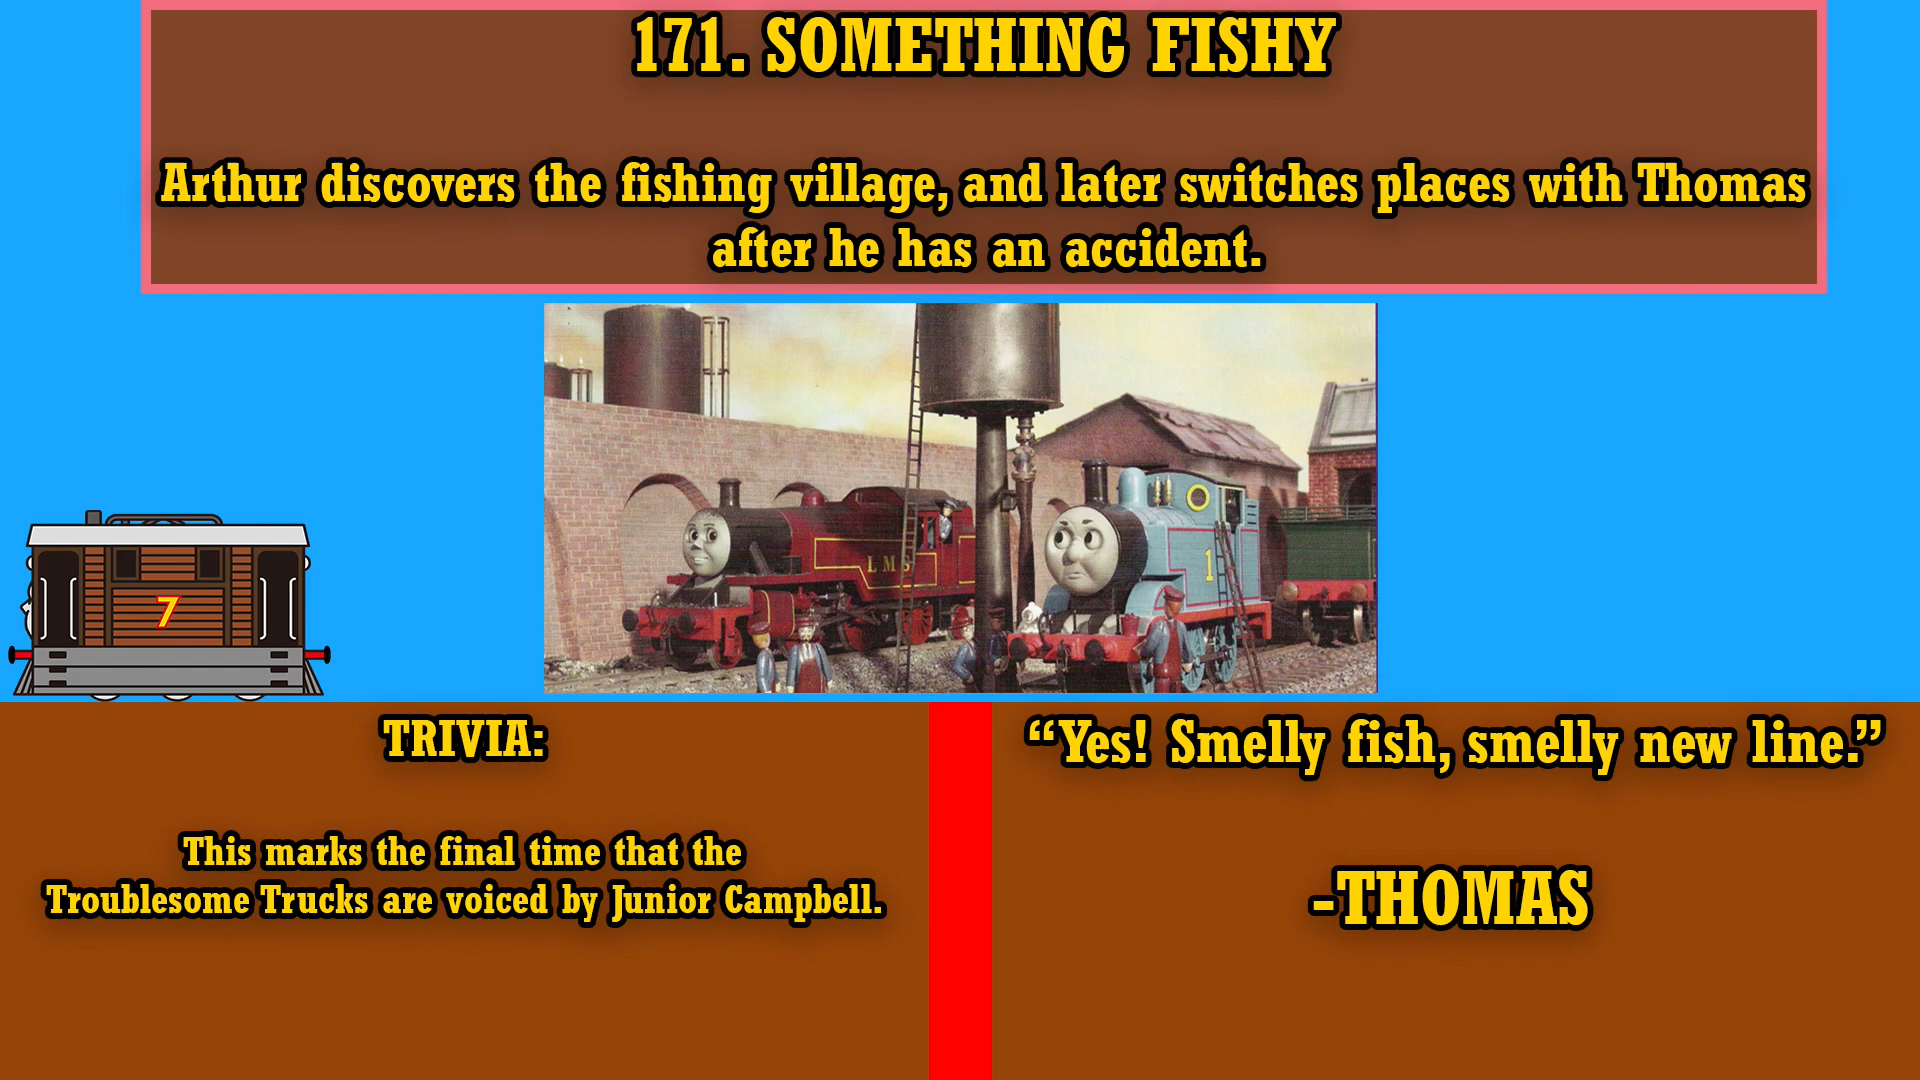 171. SOMETHING FISHY
Arthur discovers the fishing village, and later switches places with Thomas
after he has an accident.
L M S
1
7
TRIVIA:
This marks the final time that the
Troublesome Trucks are voiced by Junior Campbell.
“Yes! Smelly fish, smelly new line.”
-THOMAS